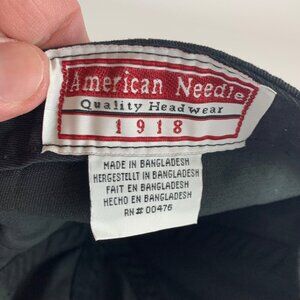 American Needle
Quality Headwear
1918
MADE IN BANGLADESH
HERGESTELLT IN BANGLADESH
FAIT EN BANGLADESH
HECHO EN BANGLADESH
RN# 00476